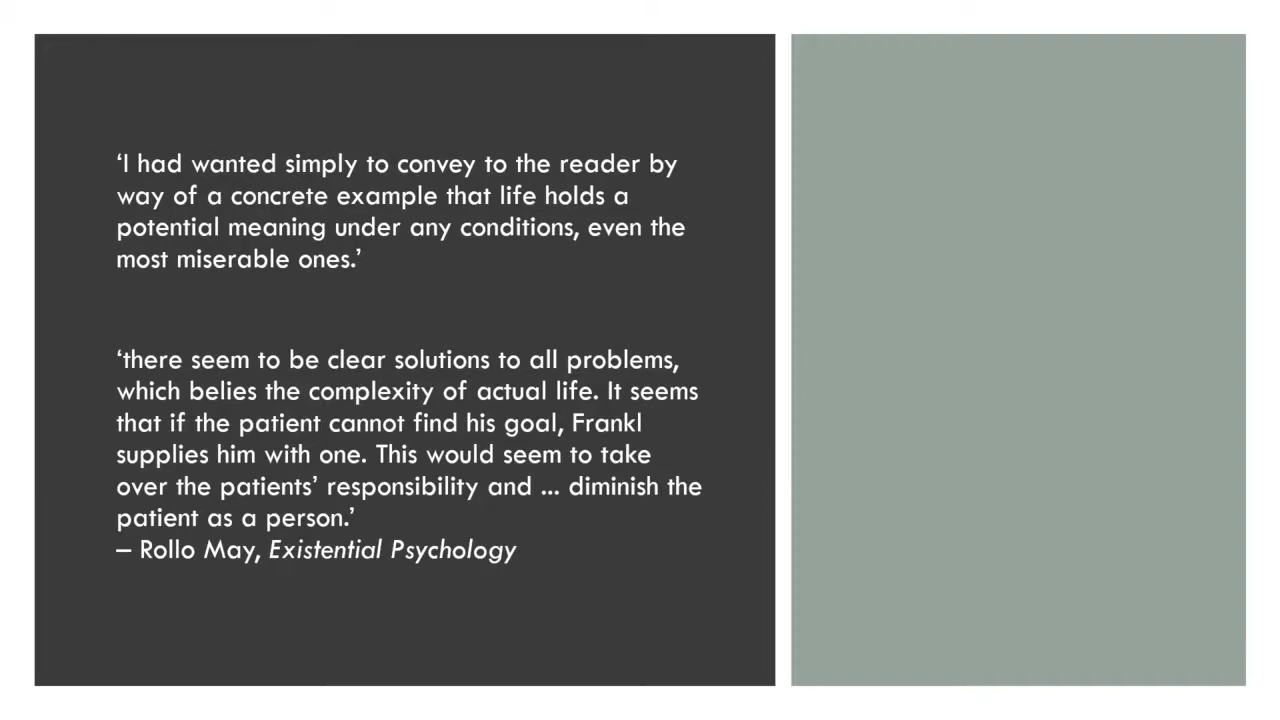 ‘I had wanted simply to convey to the reader by
way of a concrete example that life holds a
potential meaning under any conditions, even the
most miserable ones.’
‘there seem to be clear solutions to all problems,
which belies the complexity of actual life. It seems
that if the patient cannot find his goal, Frankl
supplies him with one. This would seem to take
over the patients’ responsibility and ... diminish the
patient as a person.’
– Rollo May, Existential Psychology